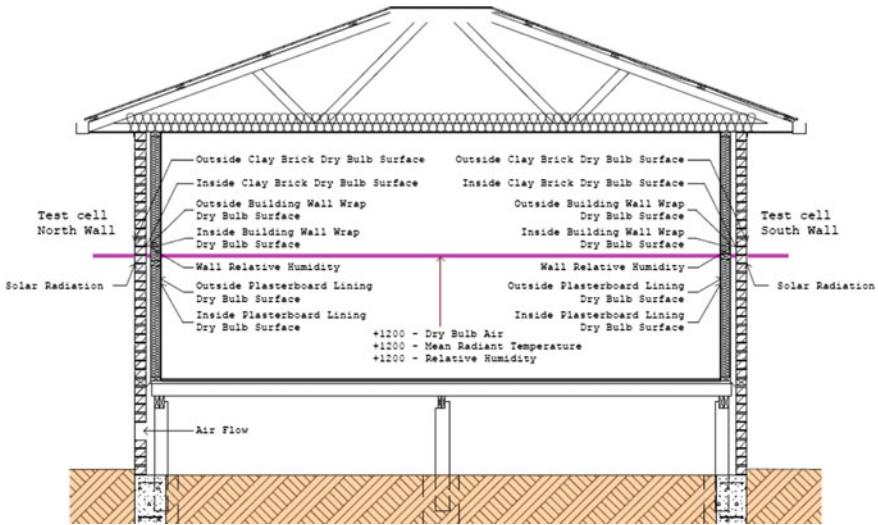 Outside Clay Brick Dry Bulb Surface
Inside Clay Brick Dry Bulb Surface
Outside Building Wall Wrap
Dry Bulb Surface
Inside Building Wall Wrap
Dry Bulb Surface
Wall Relative Humidity
Outside Plasterboard Lining
Dry Bulb Surface
Inside Plasterboard Lining
Dry Bulb Surface
Outside Clay Brick Dry Bulb Surface
Inside Clay Brick Dry Bulb Surface
Outside Building Wall Wrap
Dry Bulb Surface
Inside Building Wall Wrap
Dry Bulb Surface
Wall Relative Humidity
Outside Plasterboard Lining
Dry Bulb Surface
Inside Plasterboard Lining
Dry Bulb Surface
Test cell
North Wall
Solar Radiation
Test cell
South Wall
Solar Radiation
+1200 - Dry Bulb Air
+1200 - Mean Radiant Temperature
+1200 - Relative Humidity
Air Flow